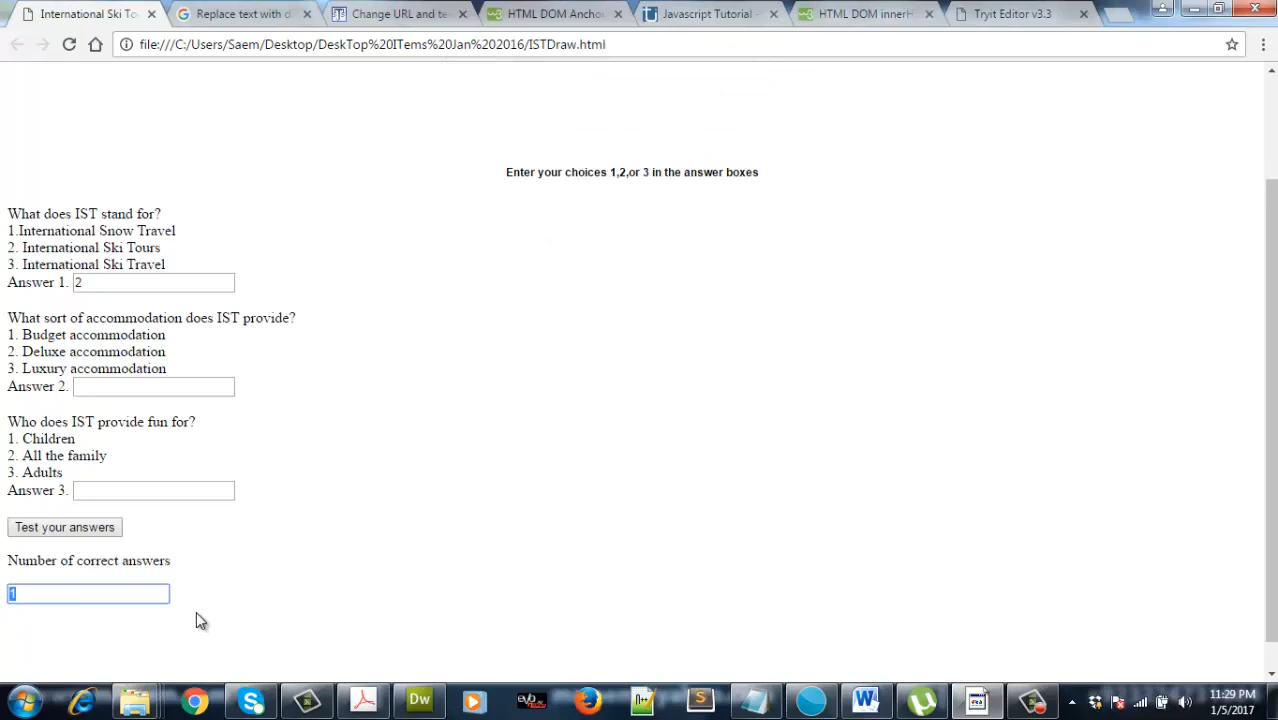 International Ski To
Replace text with d
Change URL and te
HTML DOM Ancho
Javascript Tutorial -
HTML DOM innerH
Tryit Editor v3.3
file:///C:/Users/Saem/Desktop/DeskTop%20ITems%20Jan%202016/ISTDraw.html
Enter your choices 1,2,or 3 in the answer boxes
What does IST stand for?
1.International Snow Travel
2. International Ski Tours
3. International Ski Travel
Answer 1. 2
What sort of accommodation does IST provide?
1. Budget accommodation
2. Deluxe accommodation
3. Luxury accommodation
Answer 2.
Who does IST provide fun for?
1. Children
2. All the family
3. Adults
Answer 3.
Test your answers
Number of correct answers
1
11:29 PM
1/5/2017